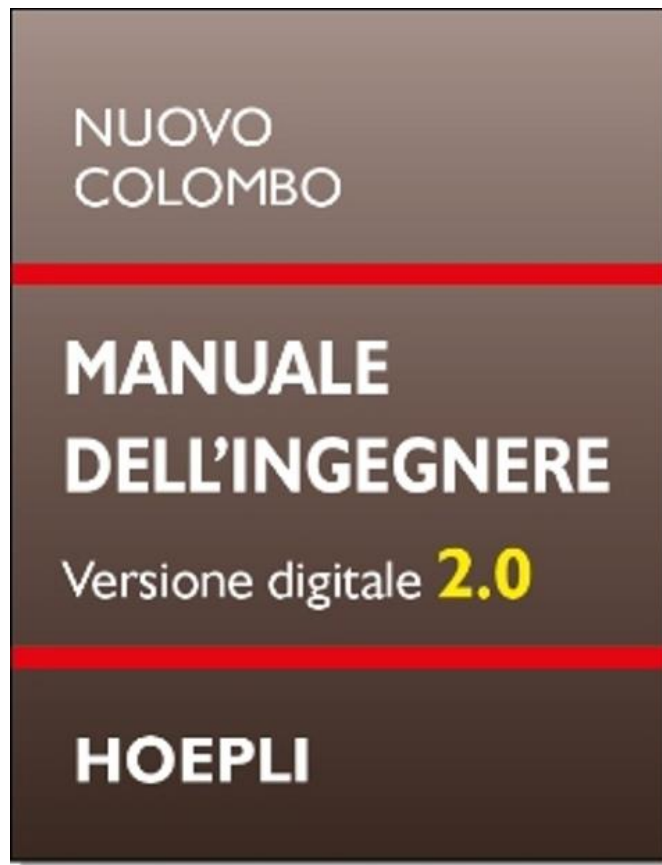 NUOVO
COLOMBO
MANUALE
DELL’INGEGNERE
Versione digitale 2.0
HOEPLI